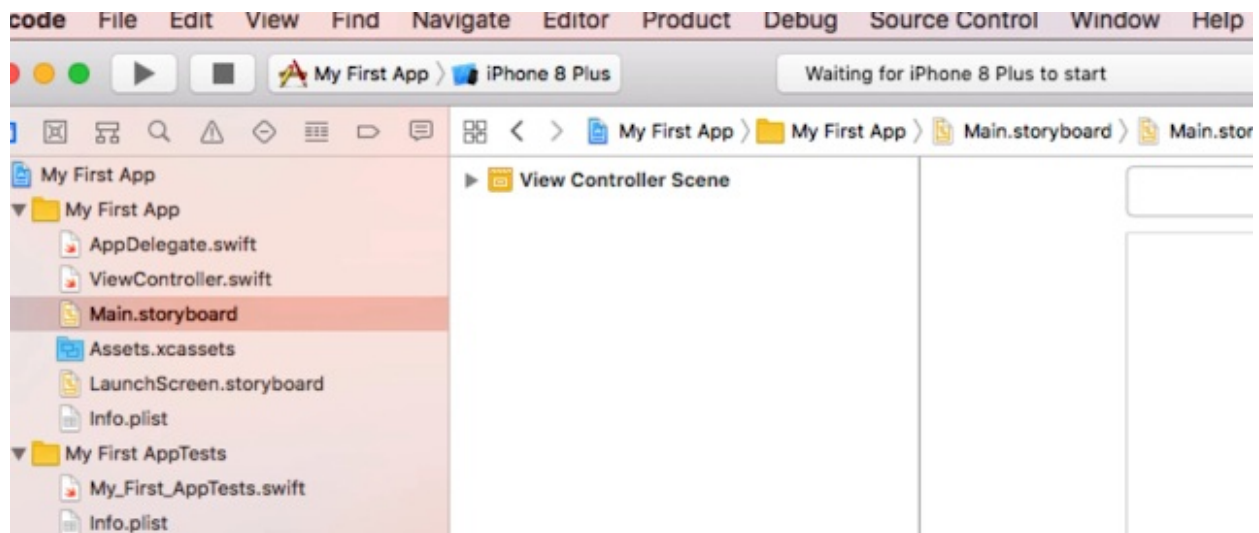 code File Edit View Find Navigate Editor Product Debug Source Control Window Help
My First App iPhone 8 Plus Waiting for iPhone 8 Plus to start
My First App My First App Main.storyboard Main.stor
My First App
View Controller Scene
My First App
AppDelegate.swift
ViewController.swift
Main.storyboard
Assets.xcassets
LaunchScreen.storyboard
Info.plist
My First AppTests
My_First_AppTests.swift
Info.plist